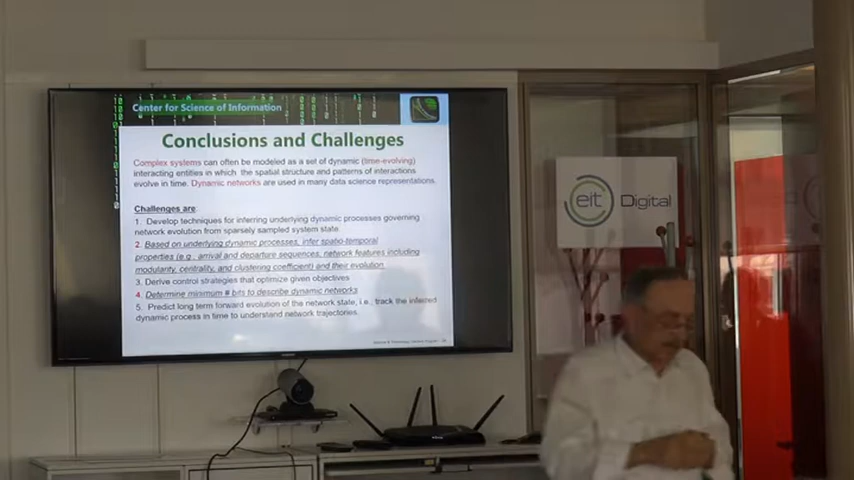 Center for Science of Information
Conclusions and Challenges
Complex systems can often be modeled as a set of dynamic (time-evolving)
interacting entities in which the spatial structure and patterns of interactions
evolve in time. Dynamic networks are used in many data science representations.
Challenges are:
1. Develop techniques for inferring underlying dynamic processes governing
network evolution from sparsely sampled system state
2. Based on underlying dynamic processes, infer spatio-temporal
properties (e.g., arrival and departure sequences, network features including
modularity, centrality, and clustering coefficient) and their evolution.
3. Derive control strategies that optimize given objectives
4. Determine minimum # bits to describe dynamic networks.
5. Predict long term forward evolution of the network state, i.e., track the inferred
dynamic process in time to understand network trajectories.
eit Digital